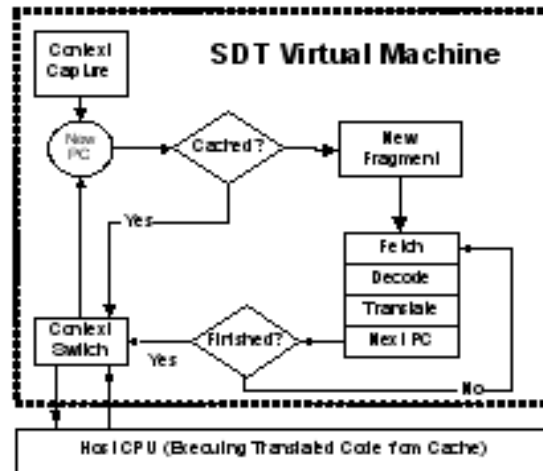 SDT Virtual Machine
Context
Capture
New
PC
Cached?
New
Fragment
Yes
Fetch
Decode
Translate
Next PC
Context
Switch
Finished?
Yes
No
Host CPU (Executing Translated Code from Cache)